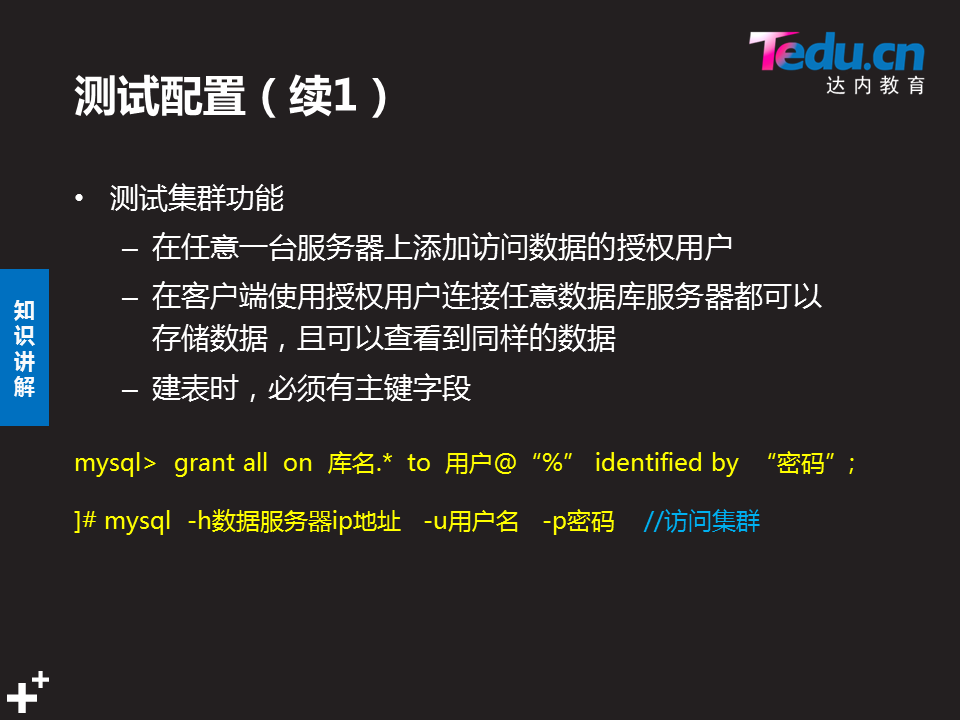 Tedu.cn
达内教育
测试配置（续1）
• 测试集群功能
– 在任意一台服务器上添加访问数据的授权用户
– 在客户端使用授权用户连接任意数据库服务器都可以
存储数据，且可以查看到同样的数据
– 建表时，必须有主键字段
知
识
讲
解
mysql> grant all on 库名.* to 用户@“%” identified by “密码”;
]# mysql -h数据服务器ip地址 -u用户名 -p密码 //访问集群